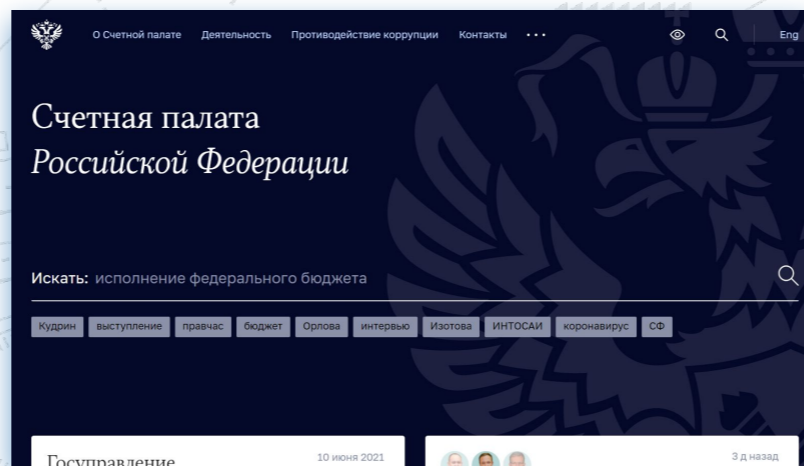 О Счетной палате Деятельность Противодействие коррупции Контакты ••• Eng
Счетная палата
Российской Федерации
Искать: исполнение федерального бюджета
Кудрин выступление правчас бюджет Орлова интервью Изотова ИНТОСАИ коронавирус СФ
Госуправление 10 июня 2021 3 д назад